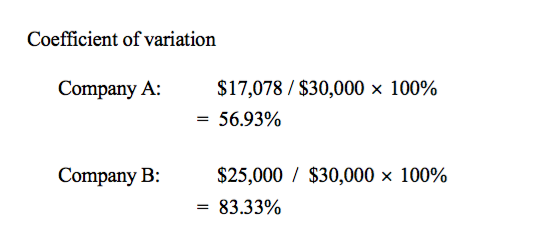 Coefficient of variation
Company A: $17,078 / $30,000 × 100%
= 56.93%
Company B: $25,000 / $30,000 × 100%
= 83.33%